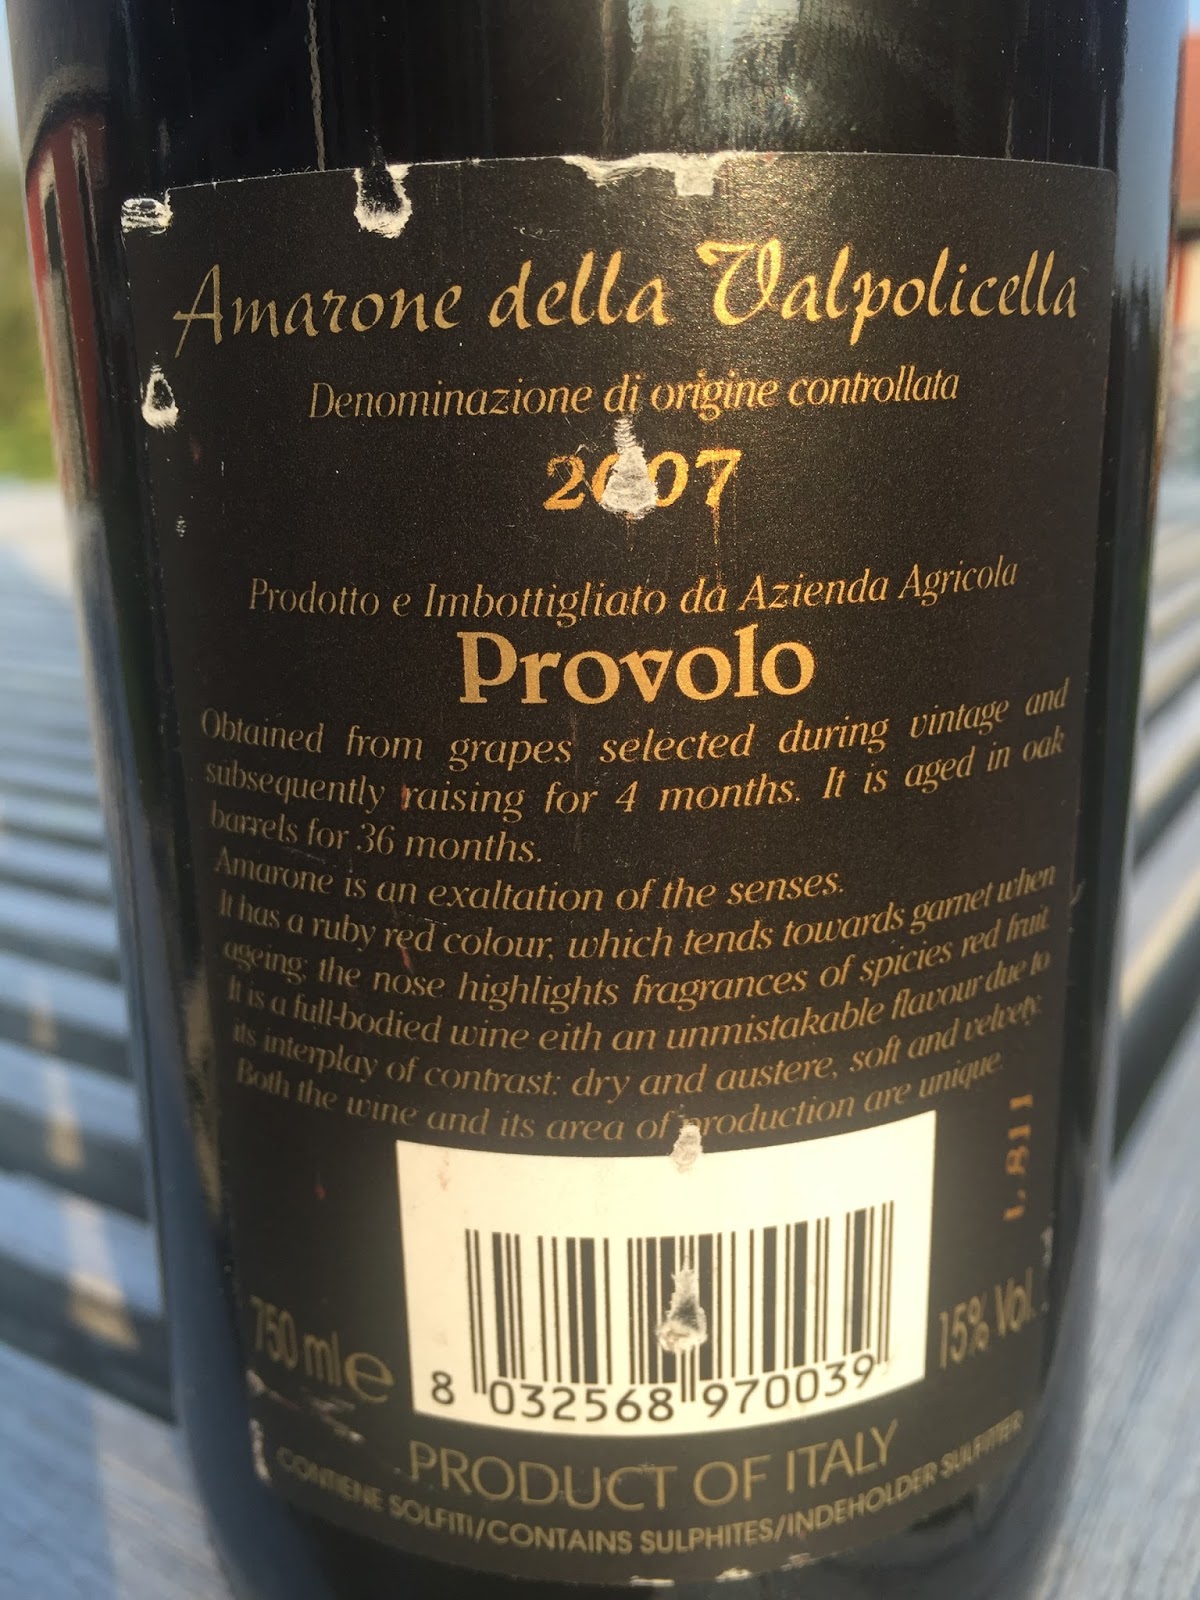 Amarone della Valpolicella
Denominazione di origine controllata
2007
Prodotto e Imbottigliato da Azienda Agricola
Provolo
Obtained from grapes selected during vintage and
subsequently raising for 4 months. It is aged in oak
barrels for 36 months.
Amarone is an exaltation of the senses.
It has a ruby red colour, which tends towards garnet when
ageing; the nose highlights fragrances of spicies red fruit.
It is a full-bodied wine eith an unmistakable flavour due to
its interplay of contrast: dry and austere, soft and velvety.
Both the wine and its area of production are unique.
L 811
750 ml e
15% Vol.
8 032568 970039
PRODUCT OF ITALY
CONTIENE SOLFITI/CONTAINS SULPHITES/INDEHOLDER SULFITTER